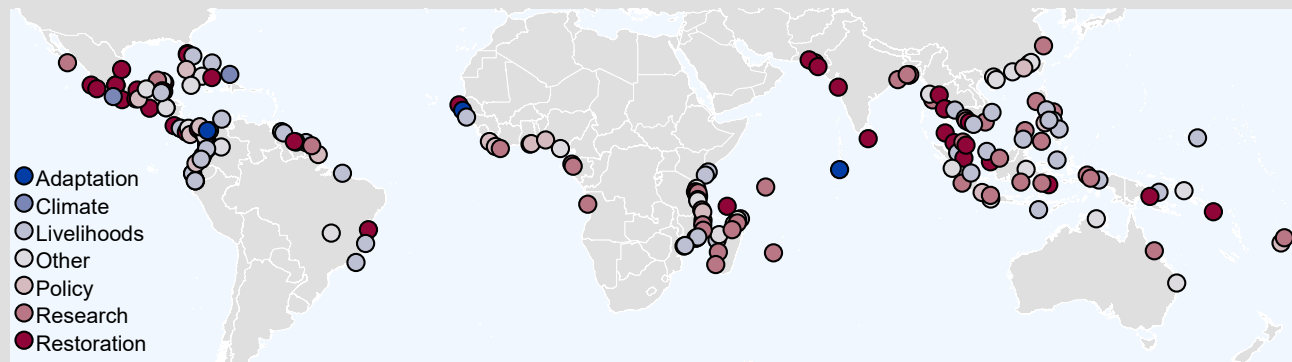 Adaptation
Climate
Livelihoods
Other
Policy
Research
Restoration